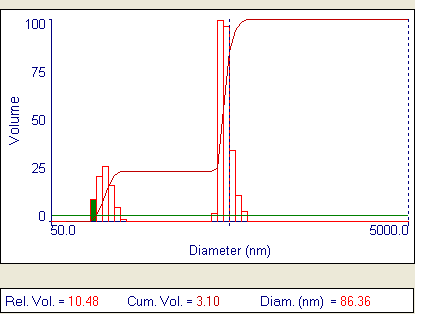 100
75
Volume
50
25
0
50.0 5000.0
Diameter (nm)
Rel. Vol. = 10.48 Cum. Vol. = 3.10 Diam. (nm) = 86.36